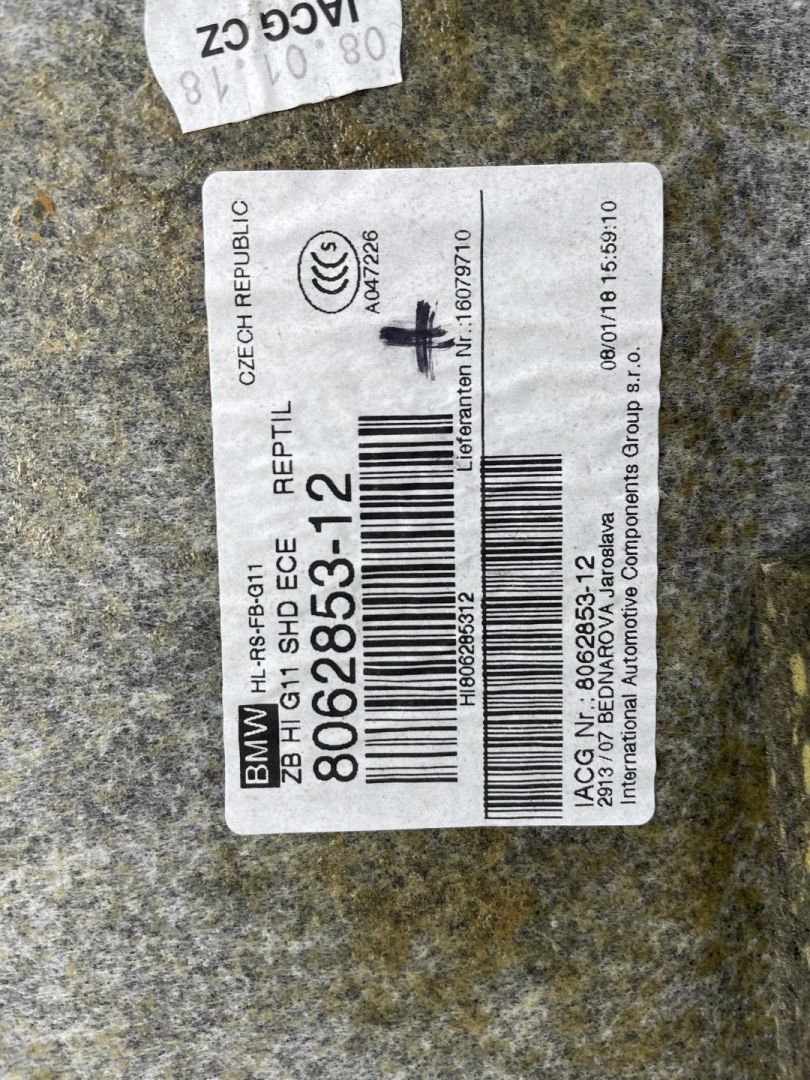 IACG CZ
08.01.18
BMW HL-RS-FB-G11 CZECH REPUBLIC
ZB HI G11 SHD ECE REPTIL
8062853-12
CCC S
A047226
HI806285312 Lieferanten Nr.:16079710
IACG Nr.: 8062853-12
2913 / 07 BEDNAROVA Jaroslava 08/01/18 15:59:10
International Automotive Components Group s.r.o.